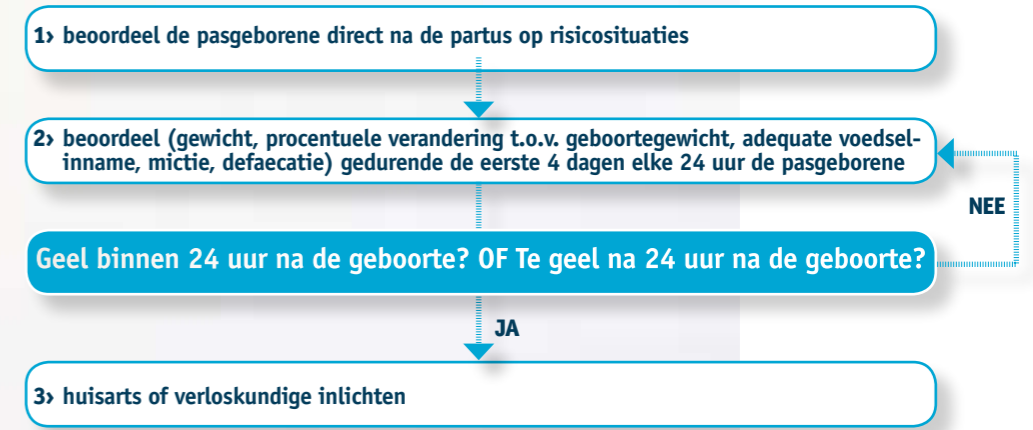 1› beoordeel de pasgeborene direct na de partus op risicosituaties
2› beoordeel (gewicht, procentuele verandering t.o.v. geboortegewicht, adequate voedsel-
inname, mictie, defaecatie) gedurende de eerste 4 dagen elke 24 uur de pasgeborene
NEE
Geel binnen 24 uur na de geboorte? OF Te geel na 24 uur na de geboorte?
JA
3› huisarts of verloskundige inlichten